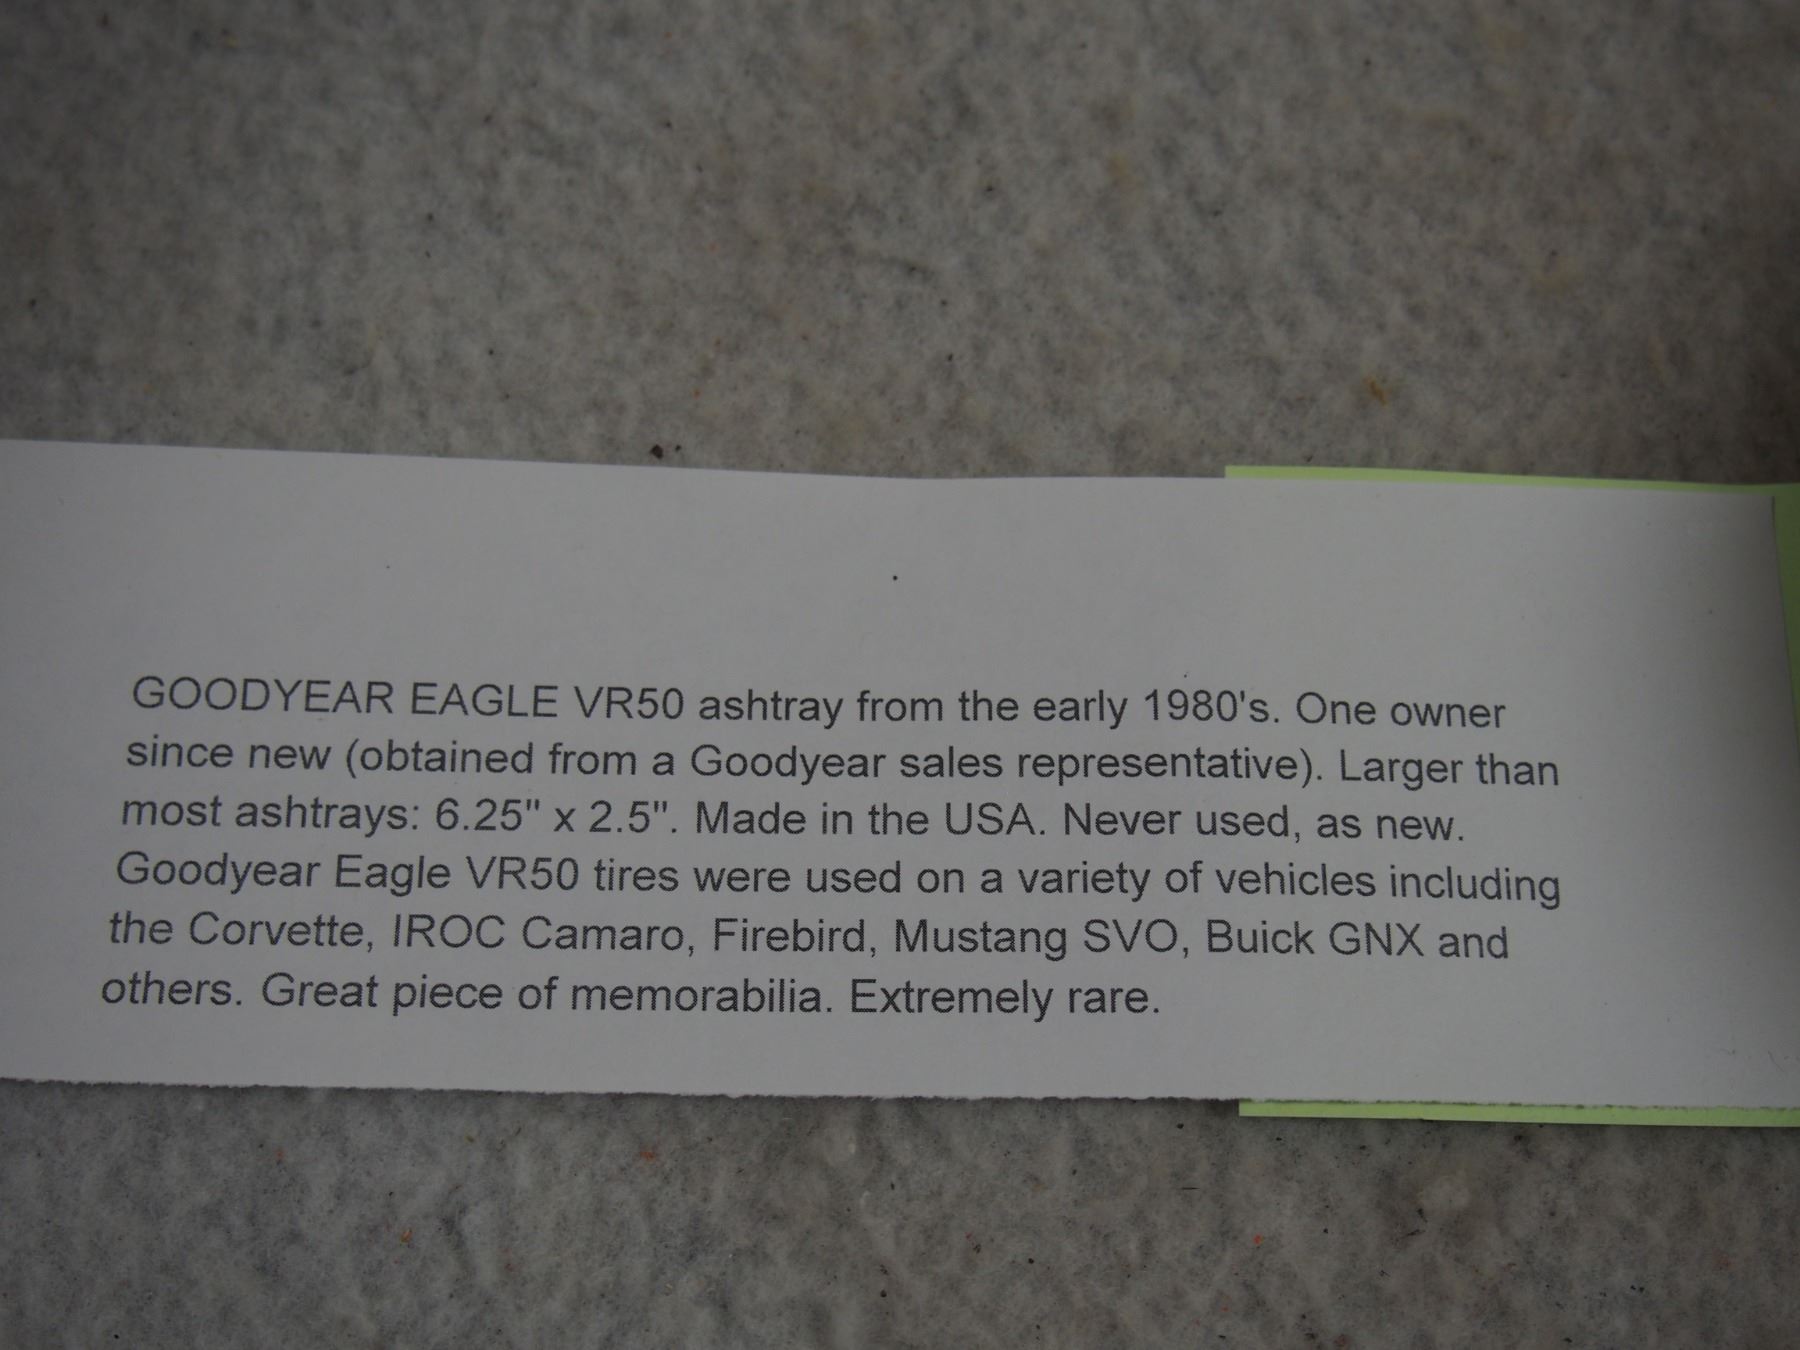 GOODYEAR EAGLE VR50 ashtray from the early 1980's. One owner
since new (obtained from a Goodyear sales representative). Larger than
most ashtrays: 6.25" x 2.5". Made in the USA. Never used, as new.
Goodyear Eagle VR50 tires were used on a variety of vehicles including
the Corvette, IROC Camaro, Firebird, Mustang SVO, Buick GNX and
others. Great piece of memorabilia. Extremely rare.